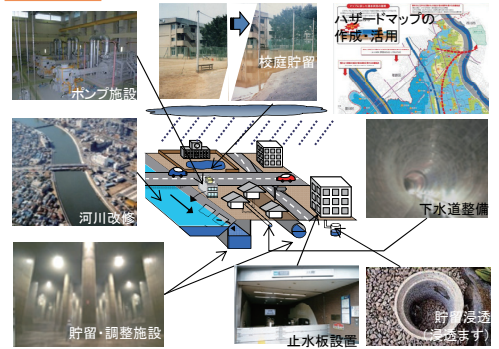 ポンプ施設
校庭貯留
ハザードマップの
作成・活用
河川改修
下水道整備
貯留・調整施設
止水板設置
貯留浸透
(浸透ます)